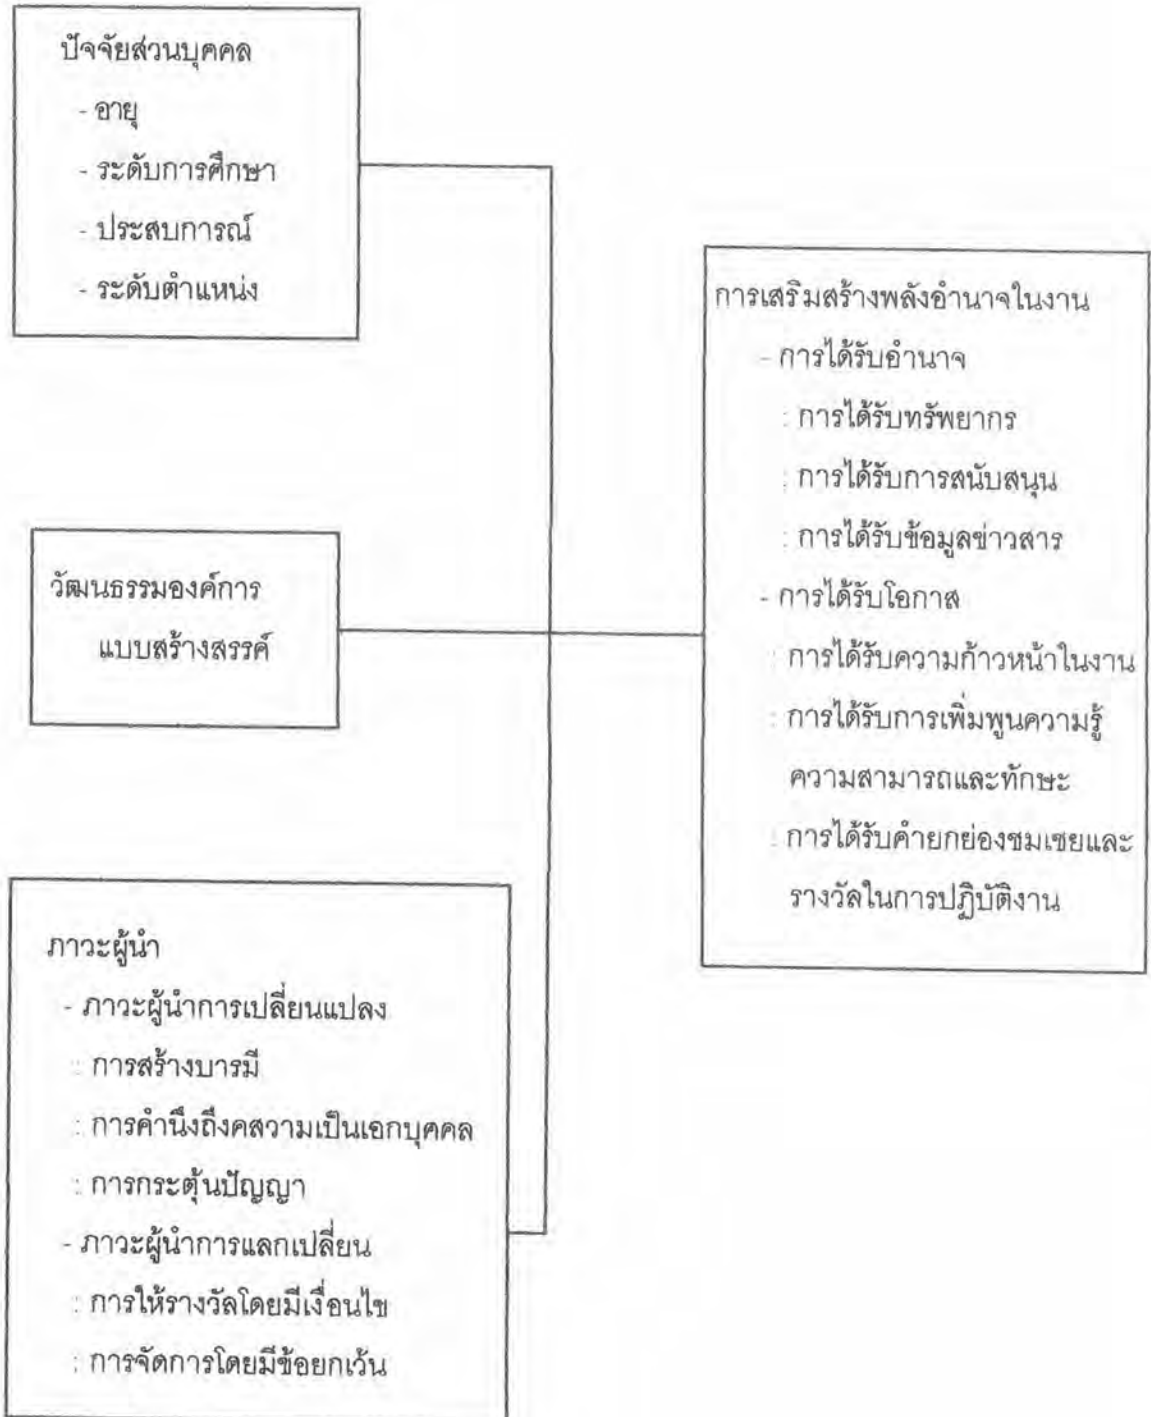 ปัจจัยส่วนบุคคล
- อายุ
- ระดับการศึกษา
- ประสบการณ์
- ระดับตำแหน่ง
วัฒนธรรมองค์การ
แบบสร้างสรรค์
ภาวะผู้นำ
- ภาวะผู้นำการเปลี่ยนแปลง
: การสร้างบารมี
: การคำนึงถึงคสวามเป็นเอกบุคคล
: การกระตุ้นปัญญา
- ภาวะผู้นำการแลกเปลี่ยน
: การให้รางวัลโดยมีเงื่อนไข
: การจัดการโดยมีข้อยกเว้น
การเสริมสร้างพลังอำนาจในงาน
- การได้รับอำนาจ
: การได้รับทรัพยากร
: การได้รับการสนับสนุน
: การได้รับข้อมูลข่าวสาร
- การได้รับโอกาส
: การได้รับความก้าวหน้าในงาน
: การได้รับการเพิ่มพูนความรู้
ความสามารถและทักษะ
: การได้รับคำยกย่องชมเชยและ
รางวัลในการปฏิบัติงาน